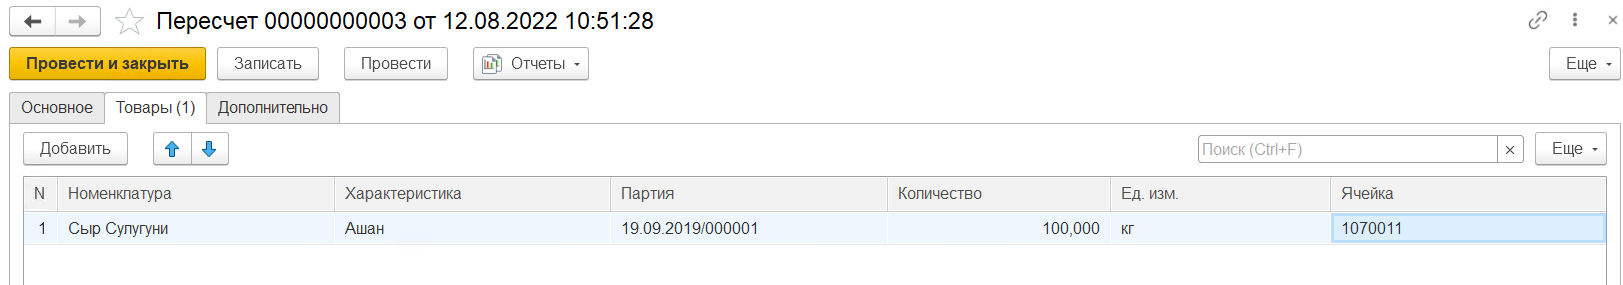 Пересчет 00000000003 от 12.08.2022 10:51:28
Провести и закрыть Записать Провести Отчеты Еще
Основное Товары (1) Дополнительно
Добавить Поиск (Ctrl+F) Еще
N Номенклатура Характеристика Партия Количество Ед. изм. Ячейка
1 Сыр Сулугуни Ашан 19.09.2019/000001 100,000 кг 1070011